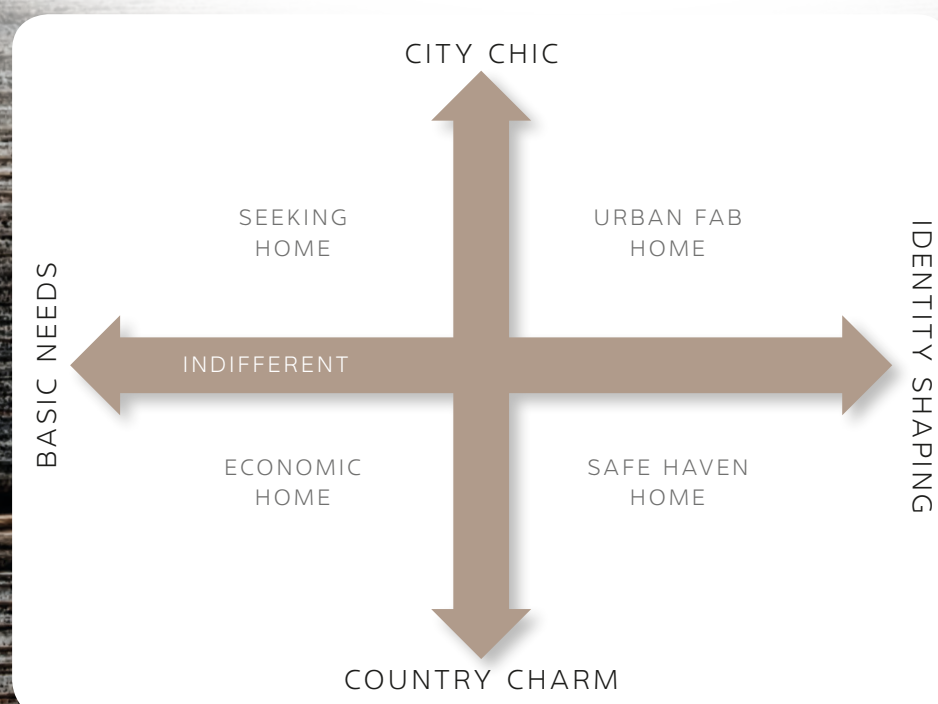 CITY CHIC
SEEKING
HOME
URBAN FAB
HOME
BASIC NEEDS
INDIFFERENT
IDENTITY SHAPING
ECONOMIC
HOME
SAFE HAVEN
HOME
COUNTRY CHARM